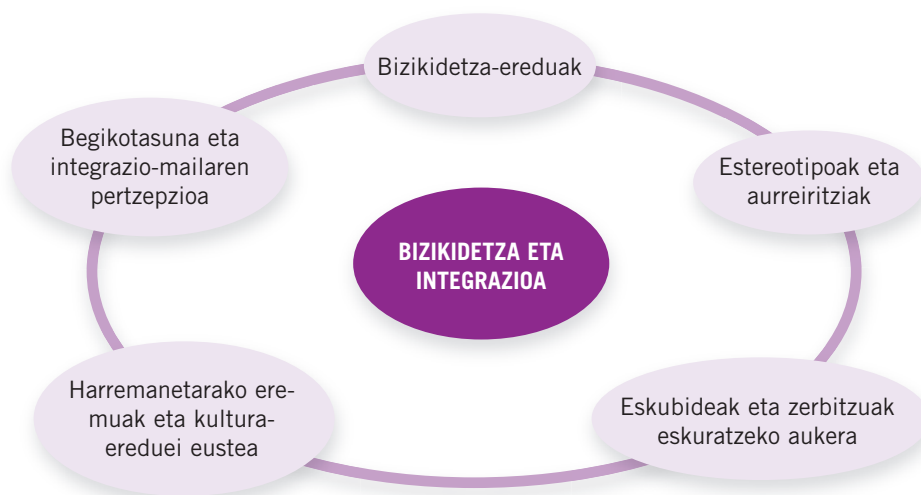 Bizikidetza-ereduak
Begikotasuna eta
integrazio-mailaren
pertzepzioa
Estereotipoak eta
aurreiritziak
BIZIKIDETZA ETA
INTEGRAZIOA
Harremanetarako ere-
muak eta kultura-
ereduei eustea
Eskubideak eta zerbitzuak
eskuratzeko aukera